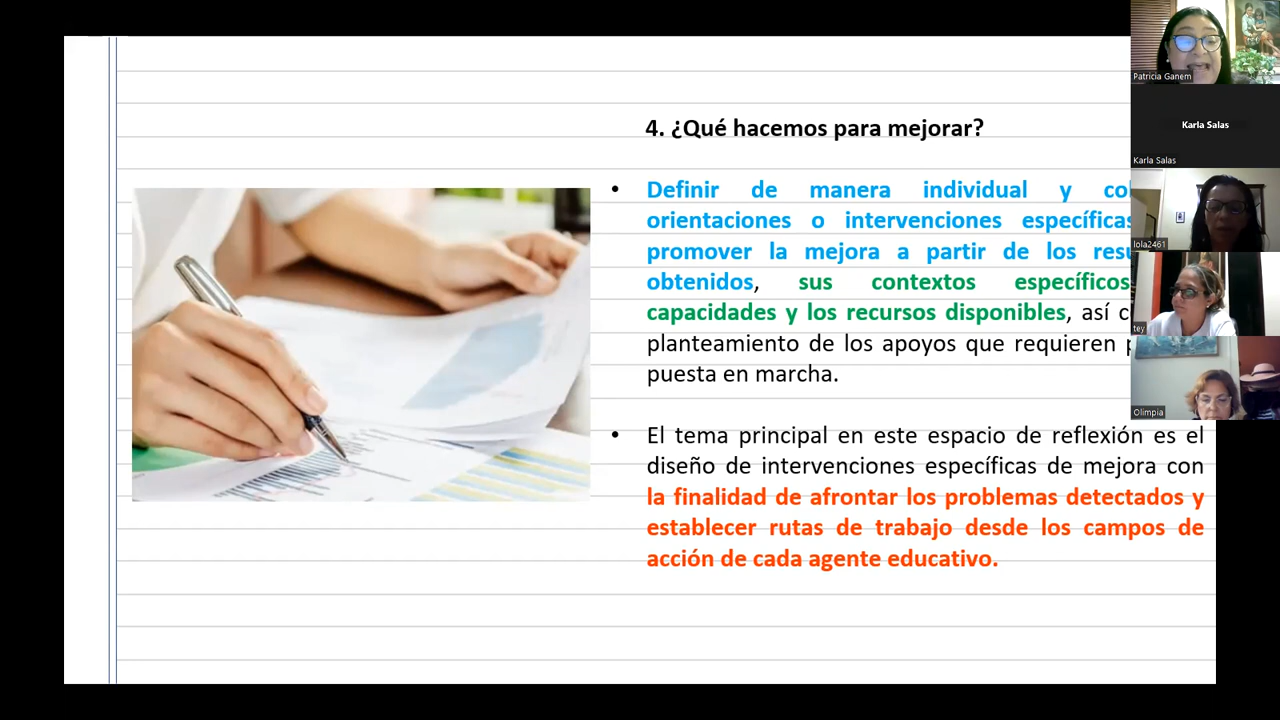 4. ¿Qué hacemos para mejorar?
• Definir de manera individual y
orientaciones o intervenciones específicas
promover la mejora a partir de los
obtenidos, sus contextos específicos
capacidades y los recursos disponibles, así
planteamiento de los apoyos que requieren
puesta en marcha.
• El tema principal en este espacio de reflexión es el
diseño de intervenciones específicas de mejora con
la finalidad de afrontar los problemas detectados y
establecer rutas de trabajo desde los campos de
acción de cada agente educativo.
Patricia Ganem
Karla Salas
Karla Salas
lola2461
tey
Olimpia